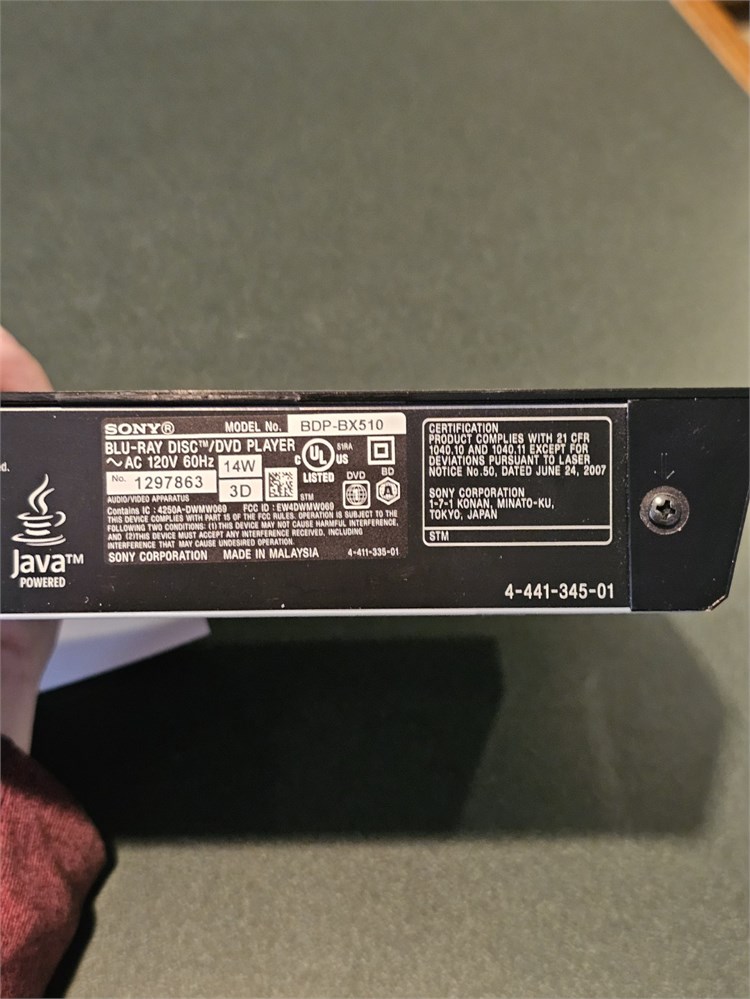 d.
Java™
POWERED
SONY®
MODEL No. BDP-BX510
BLU-RAY DISC™/DVD PLAYER
~ AC 120V 60Hz
14W
No. 1297863
3D
AUDIO/VIDEO APPARATUS
STM
C UL US
LISTED
51RA
DVD
BD
A
Contains IC : 4250A-DWMW069 FCC ID : EW4DWMW069
THIS DEVICE COMPLIES WITH PART 15 OF THE FCC RULES. OPERATION IS SUBJECT TO THE
FOLLOWING TWO CONDITIONS: (1) THIS DEVICE MAY NOT CAUSE HARMFUL INTERFERENCE,
AND (2)THIS DEVICE MUST ACCEPT ANY INTERFERENCE RECEIVED, INCLUDING
INTERFERENCE THAT MAY CAUSE UNDESIRED OPERATION.
SONY CORPORATION MADE IN MALAYSIA 4-411-335-01
CERTIFICATION
PRODUCT COMPLIES WITH 21 CFR
1040.10 AND 1040.11 EXCEPT FOR
DEVIATIONS PURSUANT TO LASER
NOTICE No.50, DATED JUNE 24, 2007
SONY CORPORATION
1-7-1 KONAN, MINATO-KU,
TOKYO, JAPAN
STM
4-441-345-01